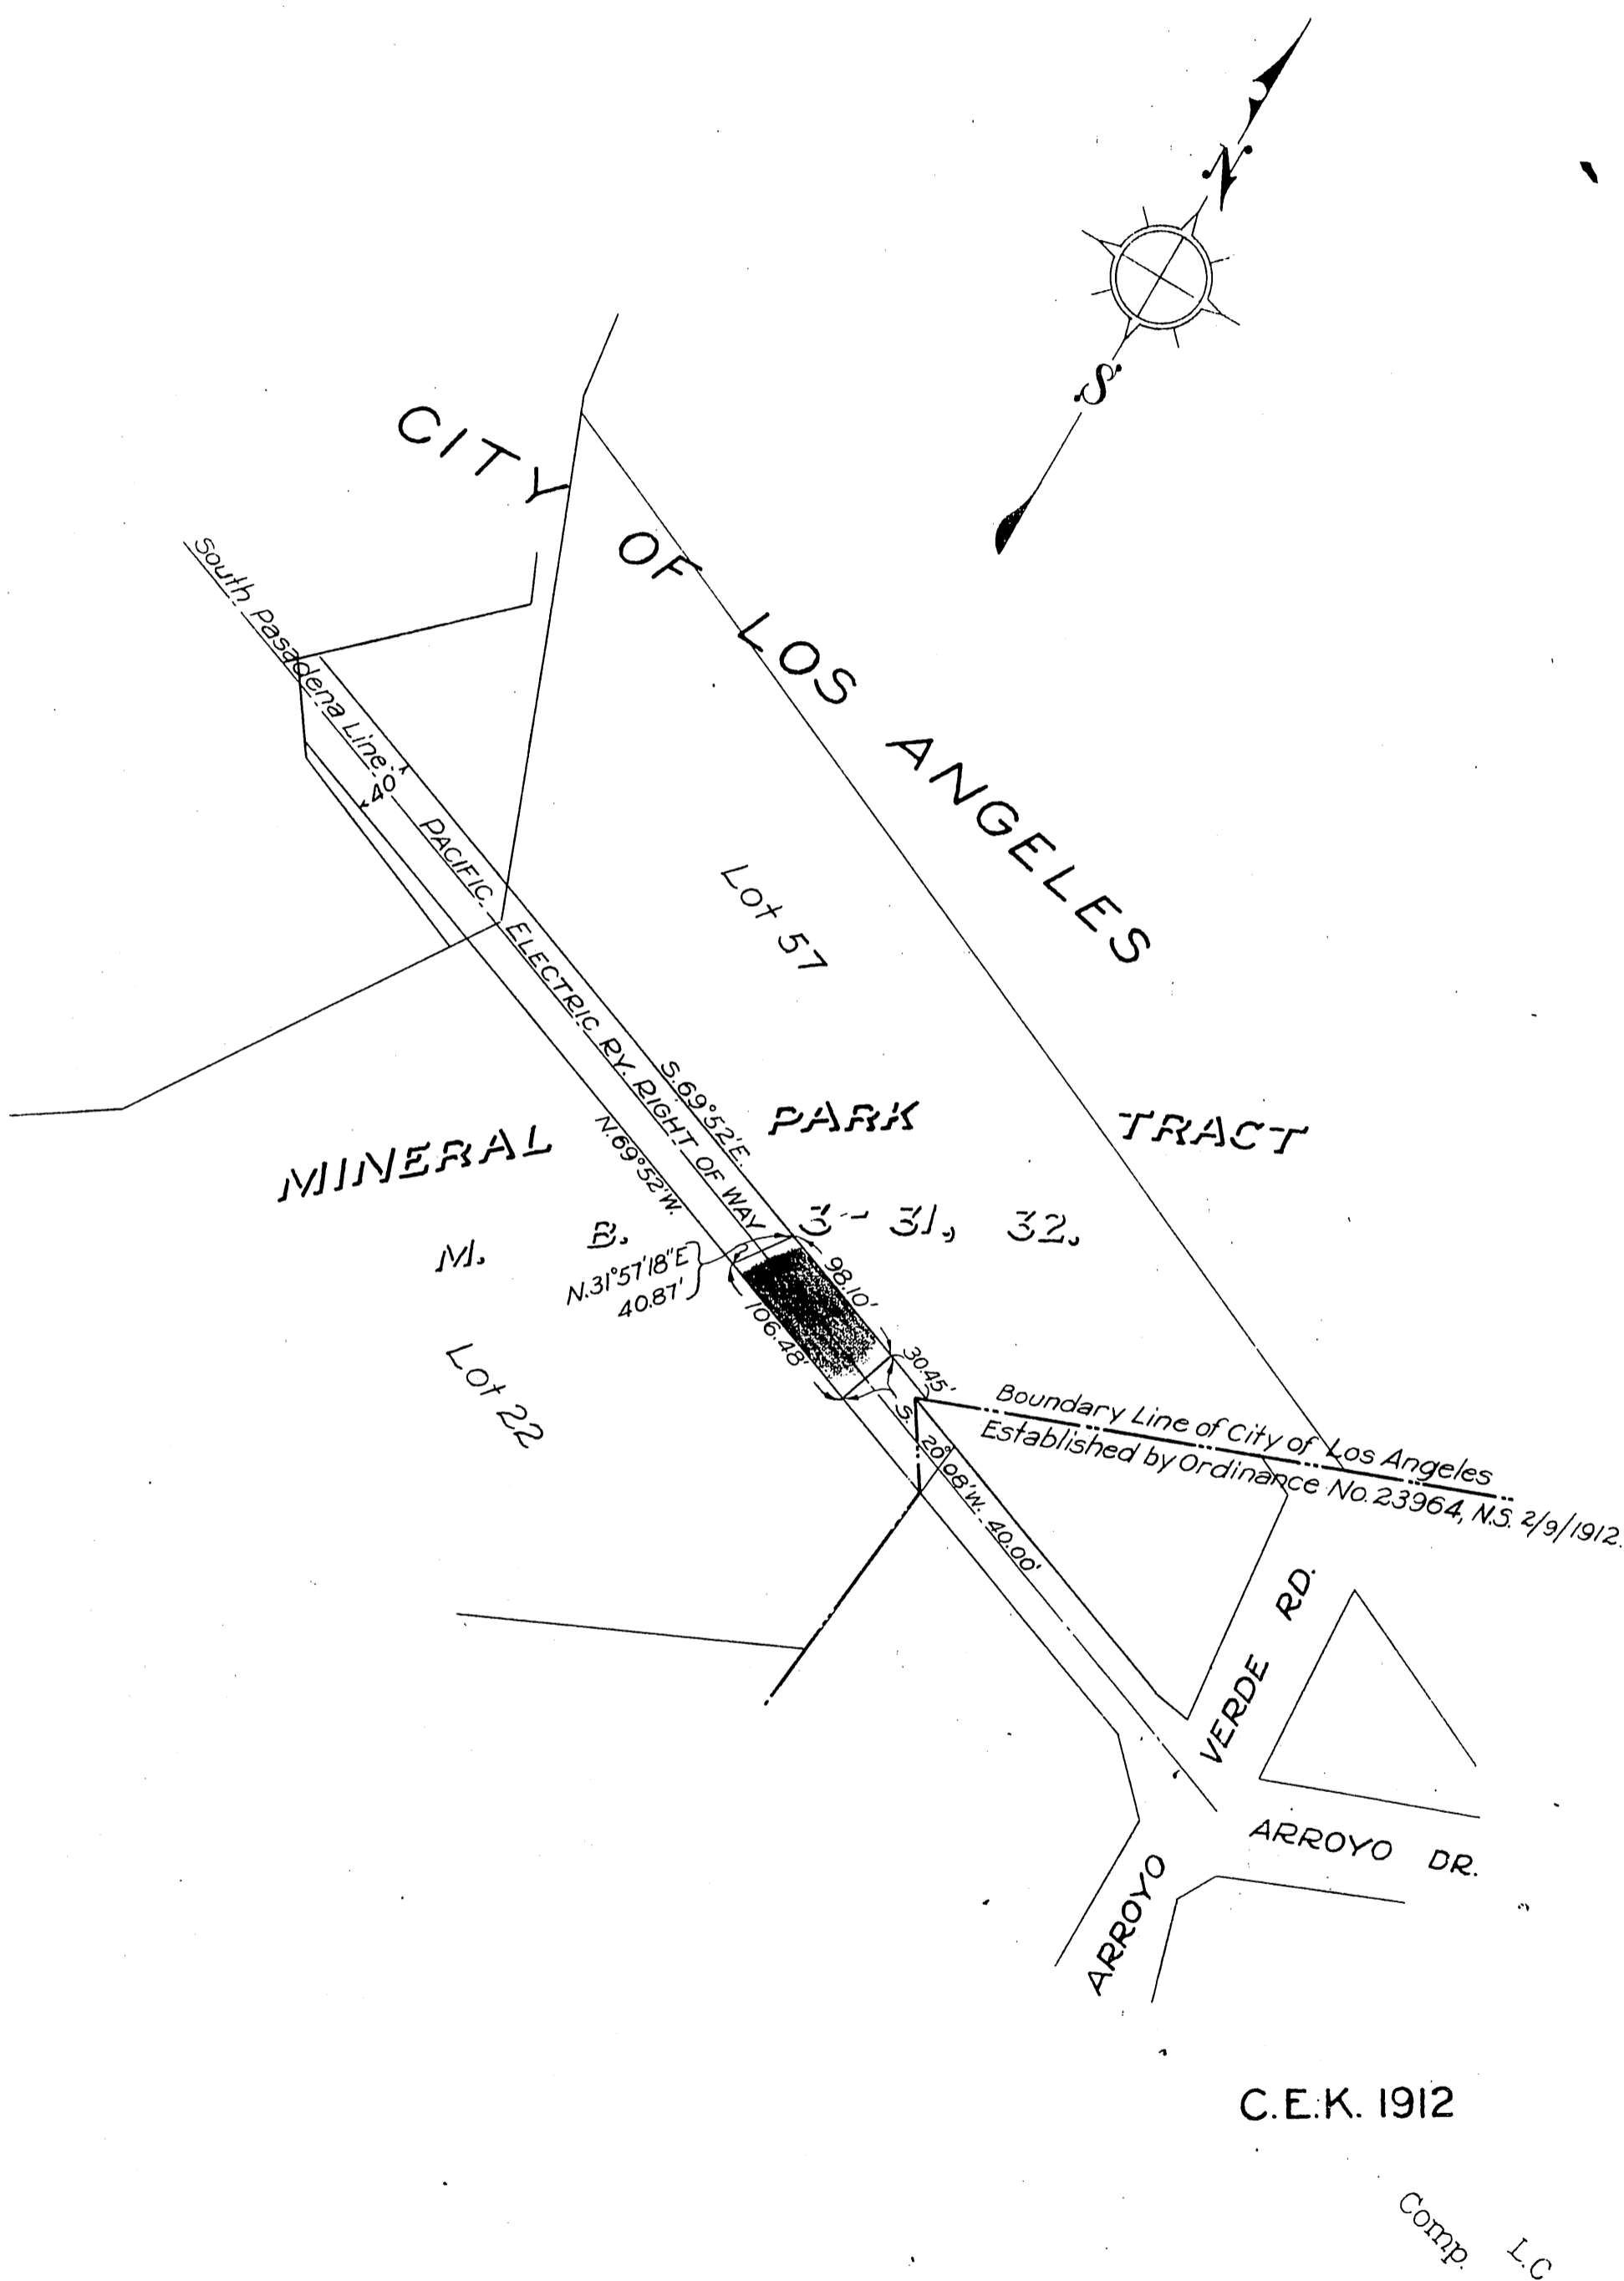 N
S
CITY OF LOS ANGELES
South Pasadena Line
40'
PACIFIC ELECTRIC RY. RIGHT OF WAY
Lot 57
S.69°52'E.
N.69°52'W.
MINERAL PARK TRACT
M. B. 3-31, 32.
N.31°57'18"E
40.87'
98.10'
106.48'
30.45'
Lot 22
S. 20°08'W. 40.00'
Boundary Line of City of Los Angeles
Established by Ordinance No. 23964, N.S. 2/9/1912.
VERDE RD.
ARROYO DR.
ARROYO
C.E.K. 1912
Comp. L.C